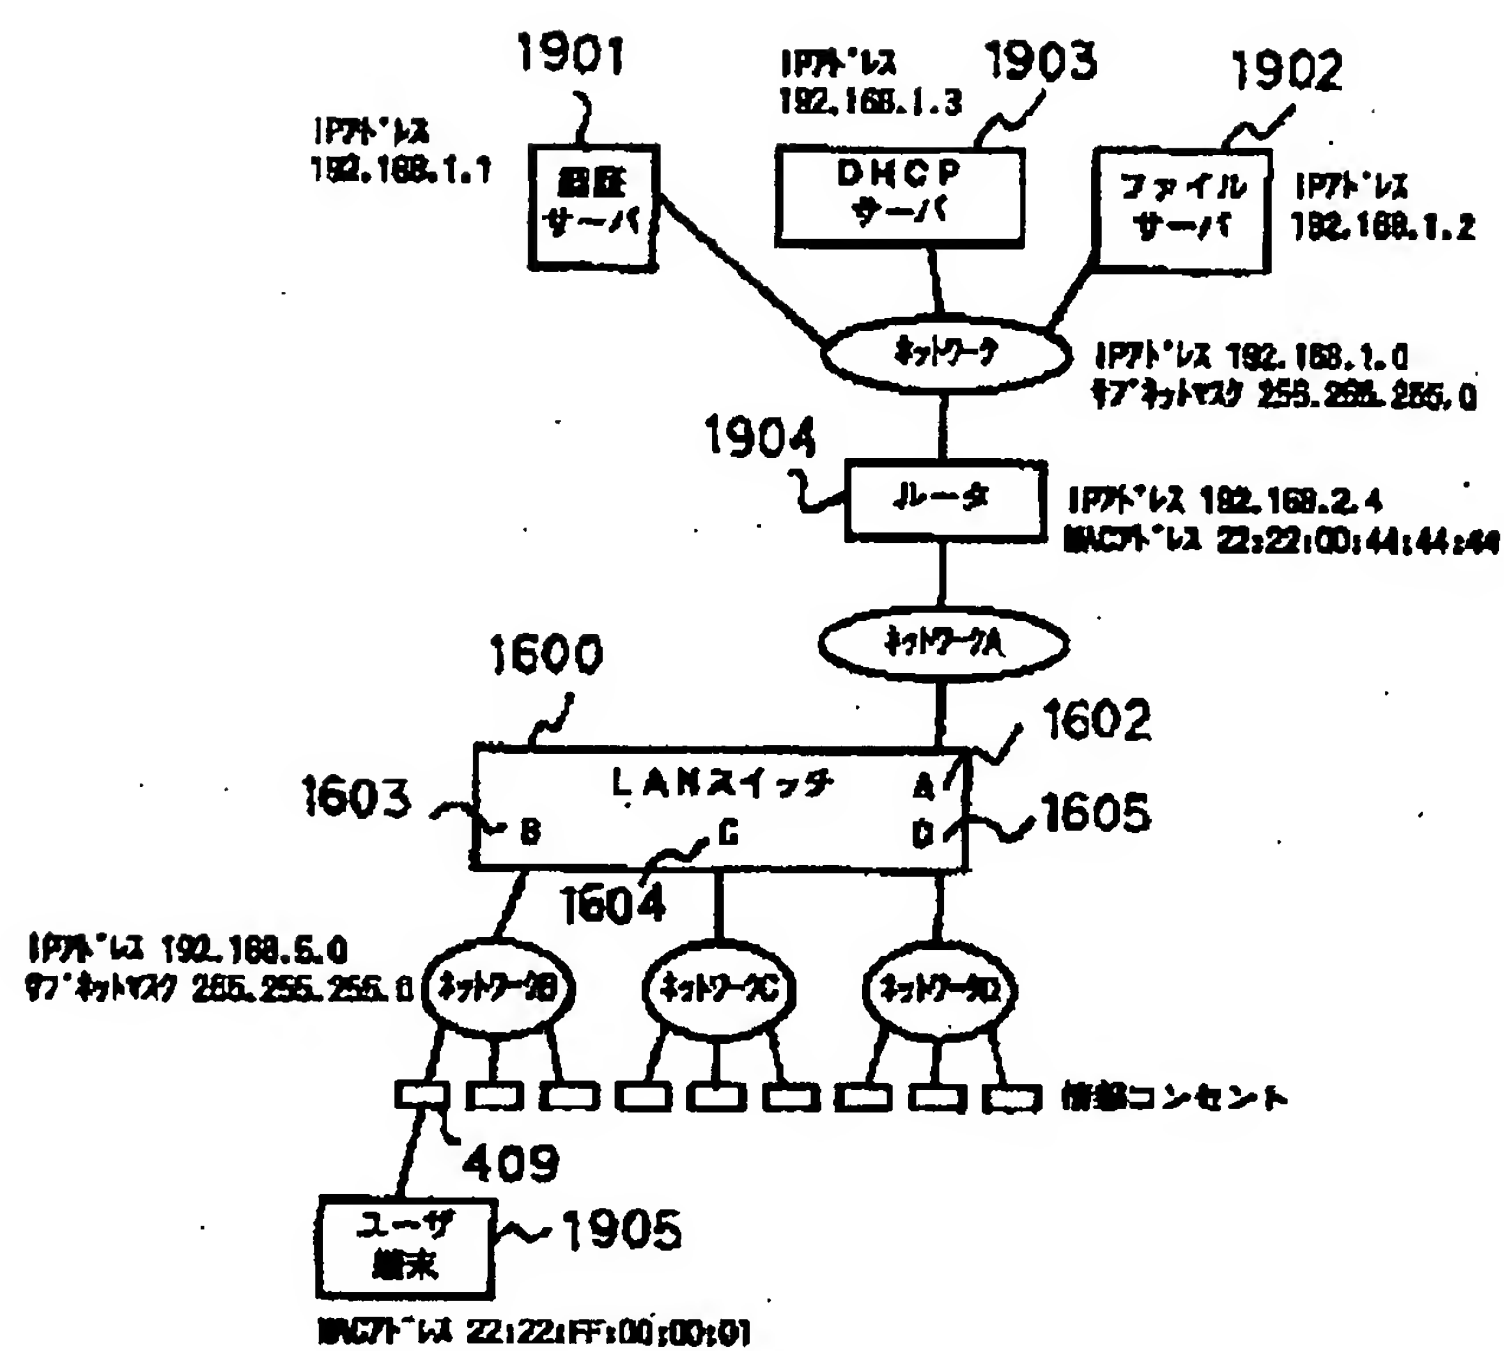 1901
1903
1902
IPアドレス
192.168.1.1
IPアドレス
192.168.1.3
IPアドレス
192.168.1.2
認証
サーバ
DHCP
サーバ
ファイル
サーバ
ネットワーク
IPアドレス 192.168.1.0
サブネットマスク 255.255.255.0
1904
ルータ
IPアドレス 192.168.2.4
MACアドレス 22:22:00:44:44:44
ネットワークA
1600
1602
LANスイッチ
A
1603
B
C
D
1605
1604
IPアドレス 192.168.5.0
サブネットマスク 255.255.255.0
ネットワークB
ネットワークC
ネットワークD
情報コンセント
409
ユーザ
端末
1905
MACアドレス 22:22:FF:00:00:01